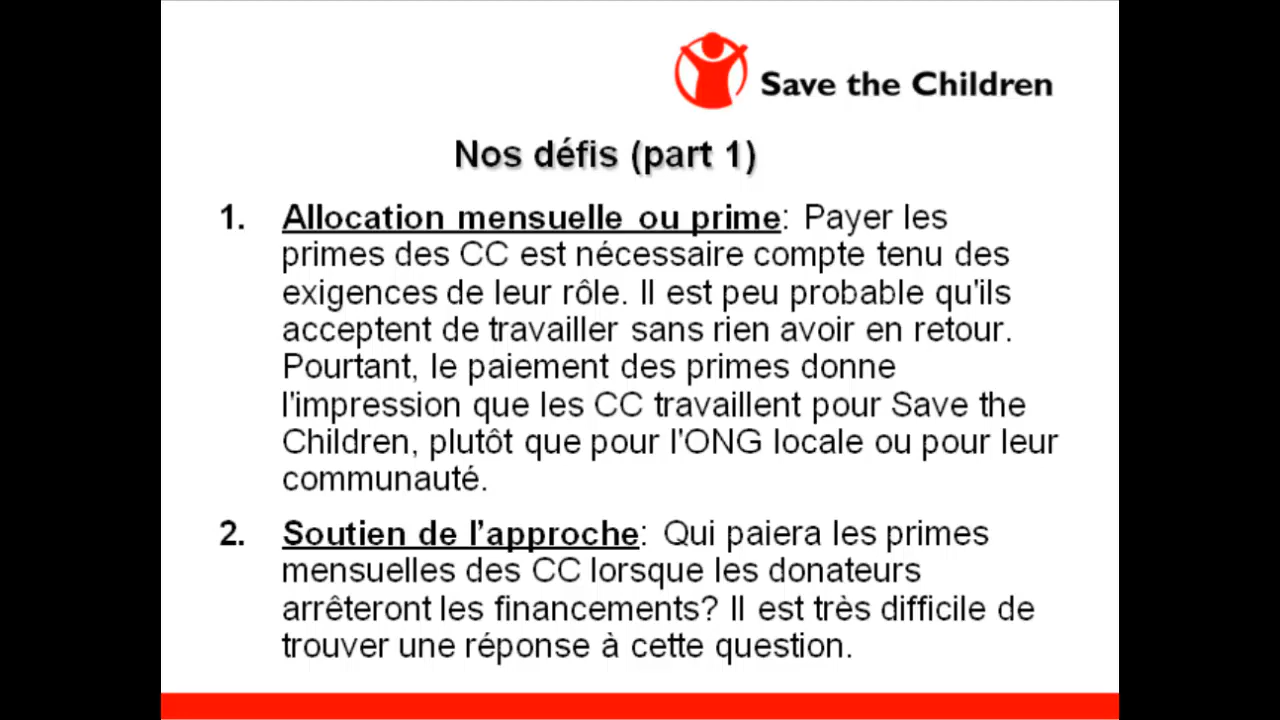 Save the Children
Nos défis (part 1)
1. Allocation mensuelle ou prime: Payer les
primes des CC est nécessaire compte tenu des
exigences de leur rôle. Il est peu probable qu'ils
acceptent de travailler sans rien avoir en retour.
Pourtant, le paiement des primes donne
l'impression que les CC travaillent pour Save the
Children, plutôt que pour l'ONG locale ou pour leur
communauté.
2. Soutien de l’approche: Qui paiera les primes
mensuelles des CC lorsque les donateurs
arrêteront les financements? Il est très difficile de
trouver une réponse à cette question.